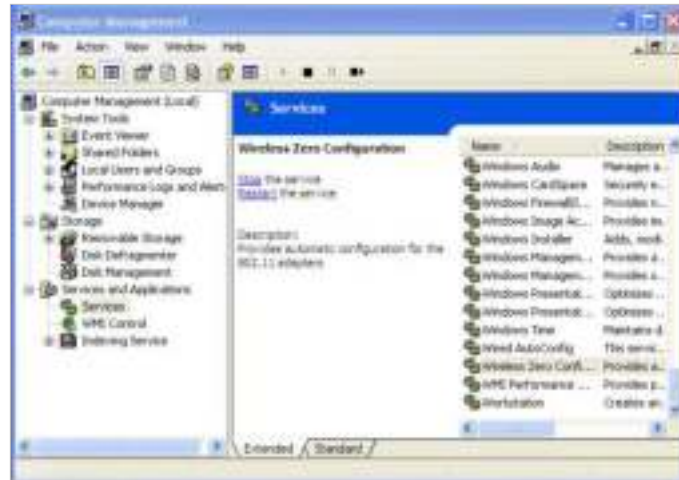 Computer Management
File Action View Window Help
Computer Management (Local)
System Tools
Event Viewer
Shared Folders
Local Users and Groups
Performance Logs and Alert
Device Manager
Storage
Removable Storage
Disk Defragmenter
Disk Management
Services and Applications
Services
WMI Control
Indexing Service
Services
Wireless Zero Configuration
Stop the service
Restart the service
Description:
Provides automatic configuration for the
802.11 adapters
Name Description
Windows Audio Manages a...
Windows CardSpace Securely e...
Windows Firewall/I... Provides n...
Windows Image Ac... Provides im...
Windows Installer Adds, modi...
Windows Managem... Provides a...
Windows Managem... Provides s...
Windows Presentat... Optimizes ...
Windows Presentat... Optimizes ...
Windows Time Maintains d...
Wired AutoConfig This servic...
Wireless Zero Confi... Provides a...
WMI Performance ... Provides p...
Workstation Creates an...
Extended Standard